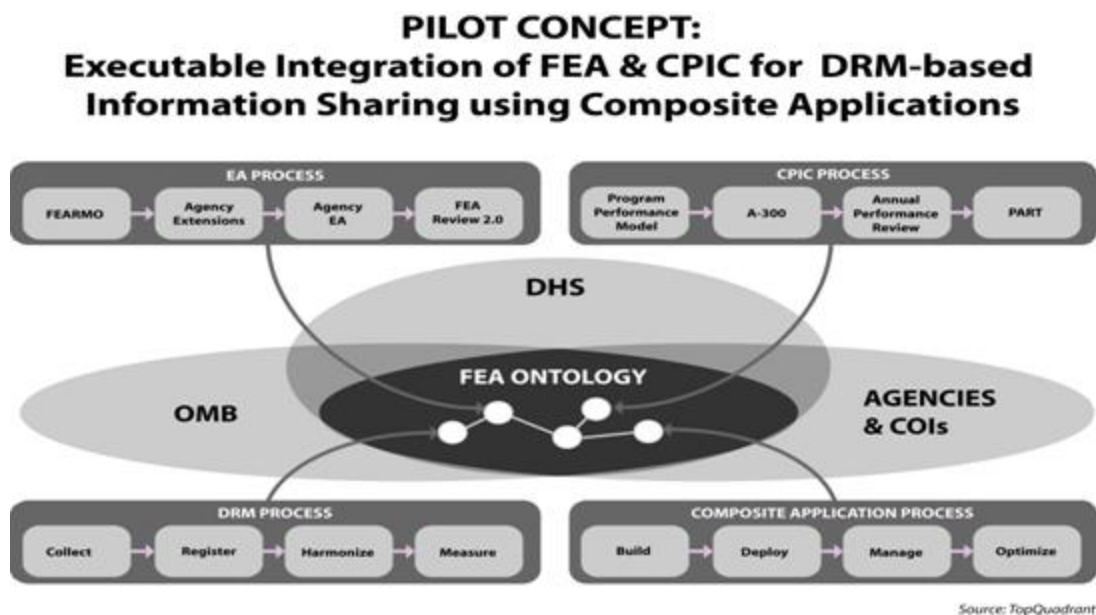 PILOT CONCEPT:
Executable Integration of FEA & CPIC for DRM-based
Information Sharing using Composite Applications
EA PROCESS
FEARMO
Agency
Extensions
Agency
EA
FEA
Review 2.0
CPIC PROCESS
Program
Performance
Model
A-300
Annual
Performance
Review
PART
DHS
FEA ONTOLOGY
OMB
AGENCIES
& COIs
DRM PROCESS
Collect
Register
Harmonize
Measure
COMPOSITE APPLICATION PROCESS
Build
Deploy
Manage
Optimize
Source: TopQuadrant